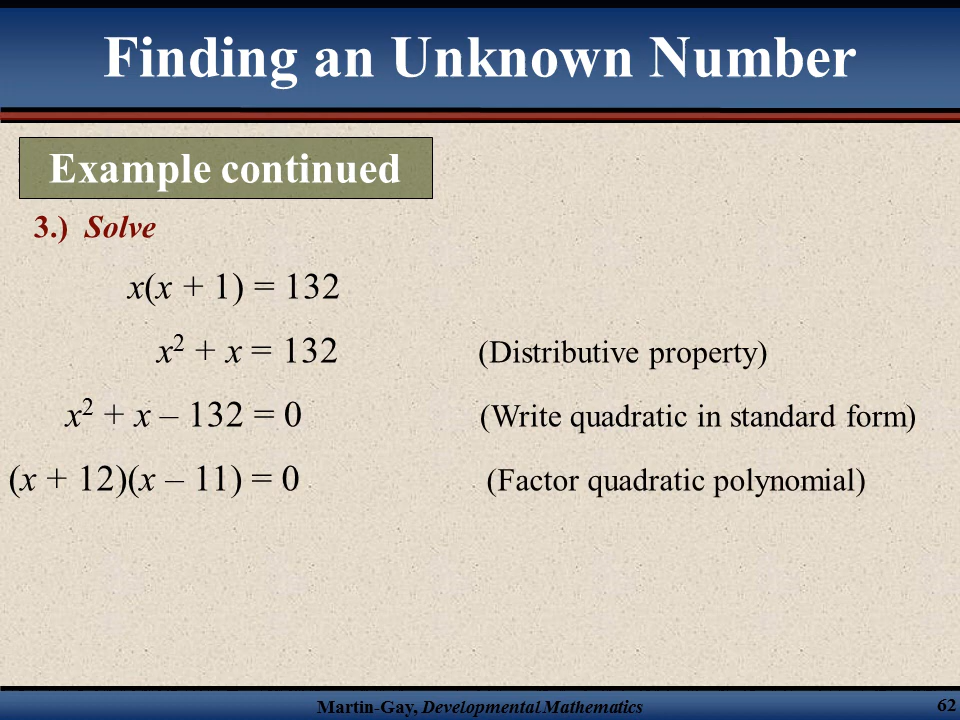 Finding an Unknown Number
Example continued
3.) Solve
x(x + 1) = 132
x² + x = 132 (Distributive property)
x² + x – 132 = 0 (Write quadratic in standard form)
(x + 12)(x – 11) = 0 (Factor quadratic polynomial)
Martin-Gay, Developmental Mathematics 62